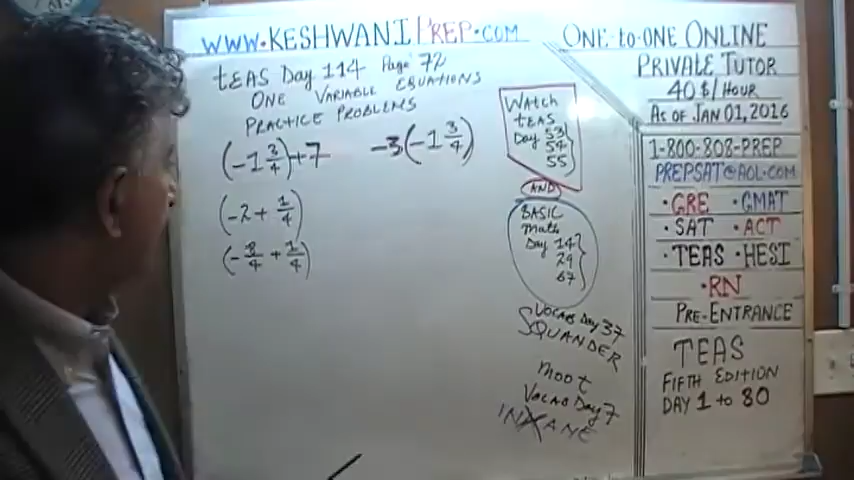 WWW.KESHWANIPREP.COM
tEAS Day 114 Page 72
ONE VARIABLE EQUATIONS
PRACTICE PROBLEMS
(-1 3/4)+7
-3(-1 3/4)
(-2 + 1/4)
(-8/4 + 1/4)
Watch
tEAS
Day 53
54
55
AND
BASIC
math
Day 14
29
67
VOCAB Day 37
SQUANDER
moot
Vocab Day 7
INANE
ONE-to-ONE ONLINE
PRIVATE TUTOR
40 $/HOUR
AS OF JAN 01, 2016
1-800-808-PREP
PREPSAT@AOL.COM
•GRE •GMAT
•SAT •ACT
•TEAS •HESI
•RN
PRE-ENTRANCE
TEAS
FIFTH EDITION
DAY 1 to 80